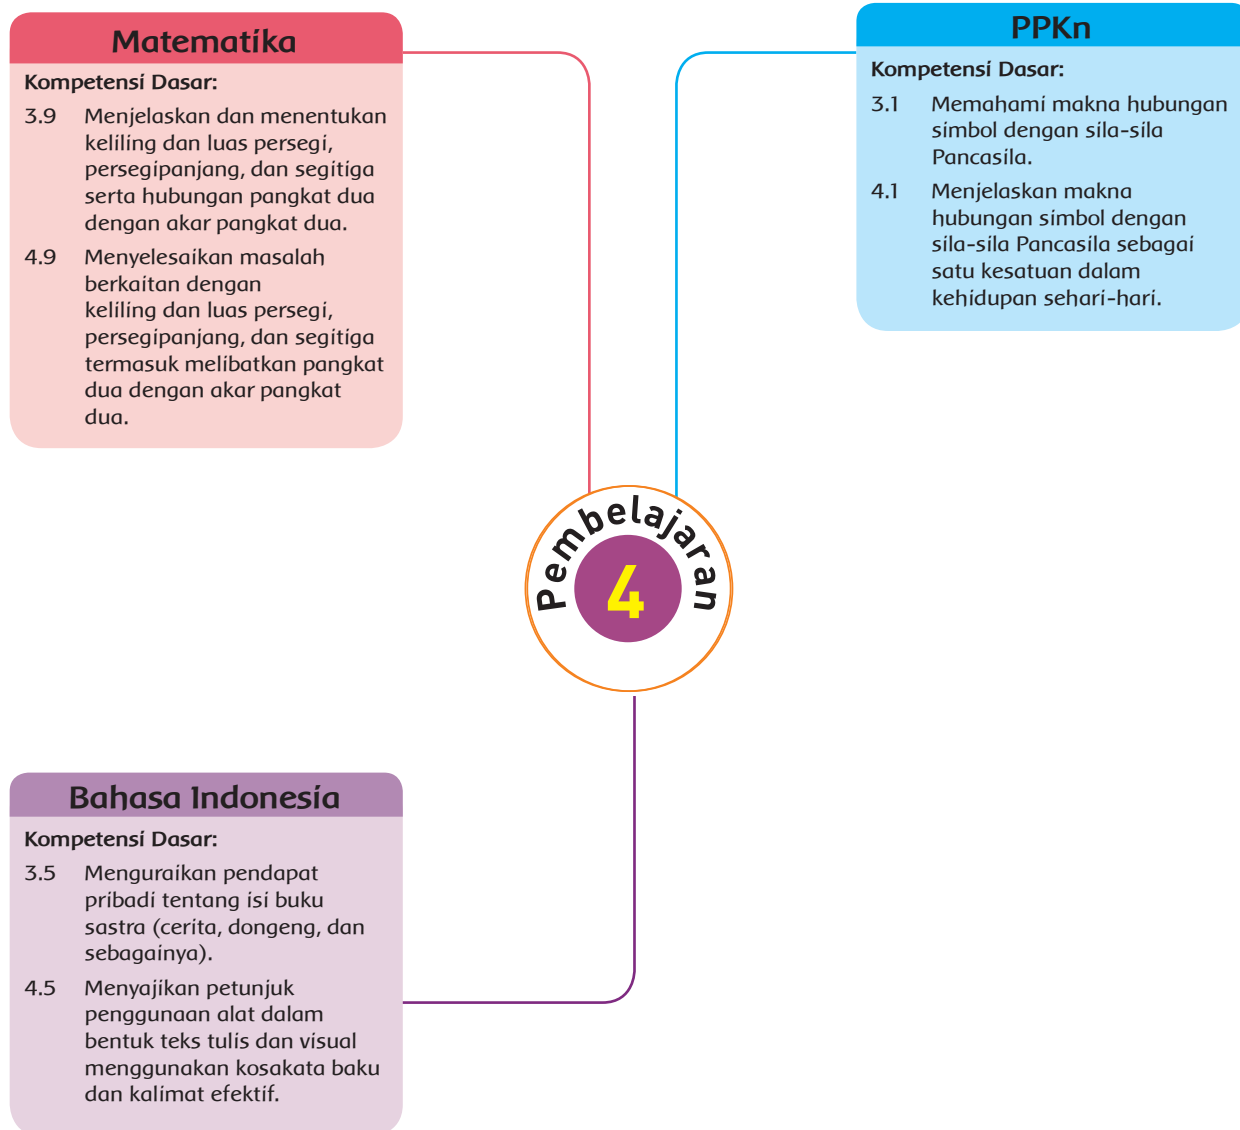 Matematika
Kompetensi Dasar:
3.9 Menjelaskan dan menentukan
keliling dan luas persegi,
persegipanjang, dan segitiga
serta hubungan pangkat dua
dengan akar pangkat dua.
4.9 Menyelesaikan masalah
berkaitan dengan
keliling dan luas persegi,
persegipanjang, dan segitiga
termasuk melibatkan pangkat
dua dengan akar pangkat
dua.
PPKn
Kompetensi Dasar:
3.1 Memahami makna hubungan
simbol dengan sila-sila
Pancasila.
4.1 Menjelaskan makna
hubungan simbol dengan
sila-sila Pancasila sebagai
satu kesatuan dalam
kehidupan sehari-hari.
Pembelajaran
4
Bahasa Indonesia
Kompetensi Dasar:
3.5 Menguraikan pendapat
pribadi tentang isi buku
sastra (cerita, dongeng, dan
sebagainya).
4.5 Menyajikan petunjuk
penggunaan alat dalam
bentuk teks tulis dan visual
menggunakan kosakata baku
dan kalimat efektif.